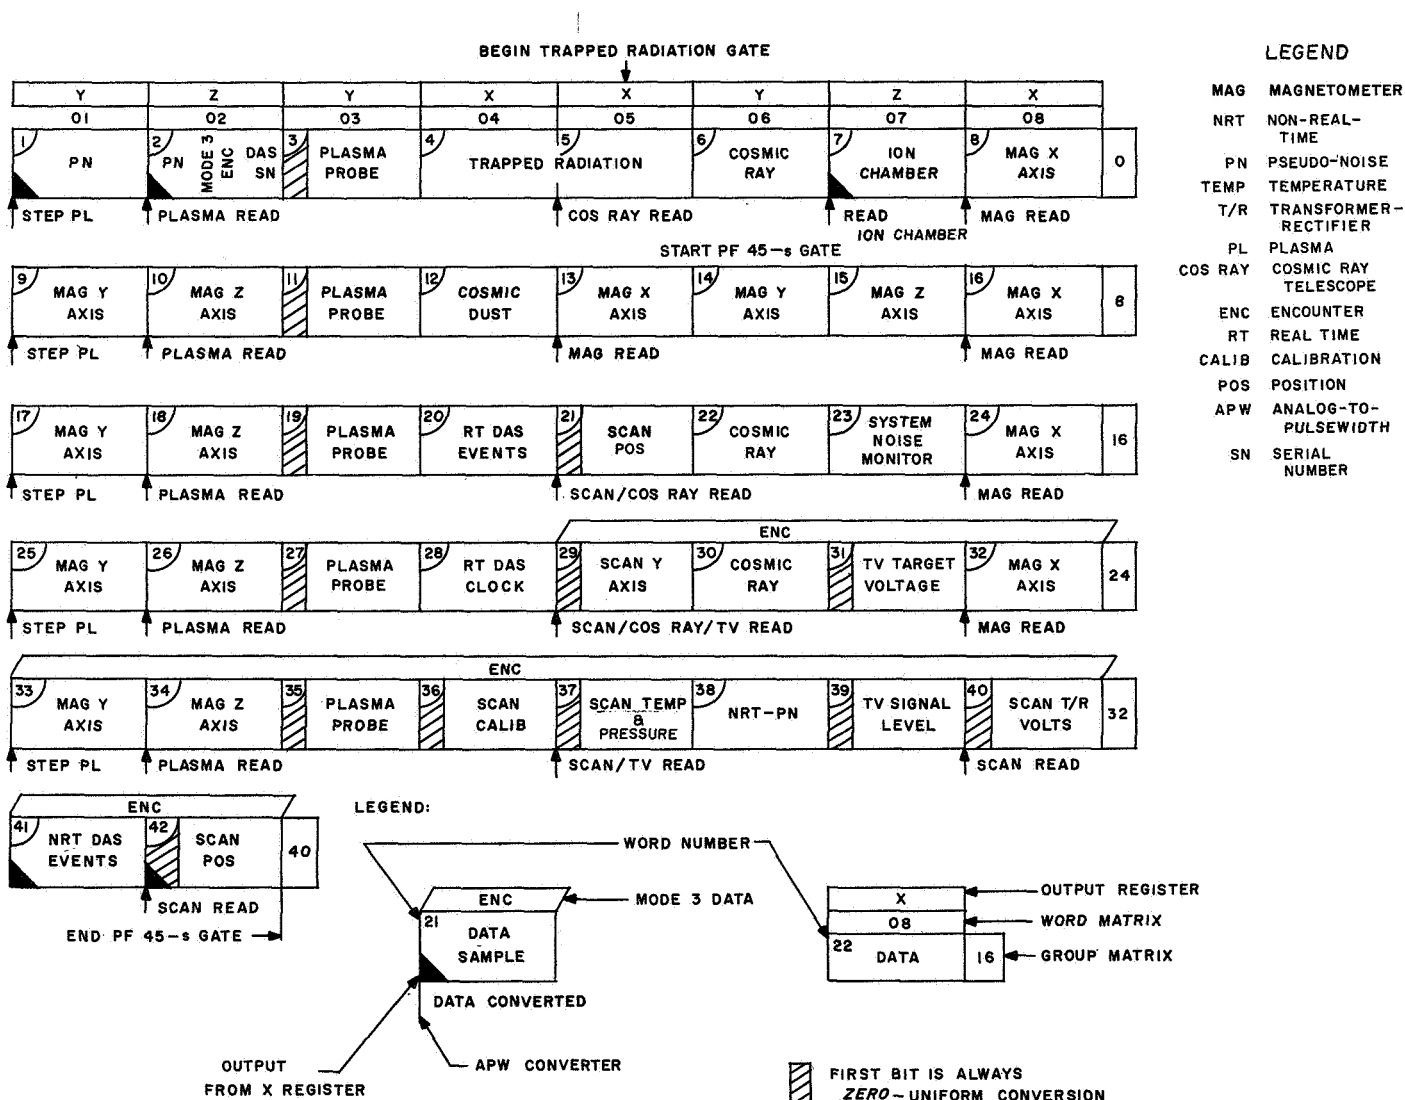 BEGIN TRAPPED RADIATION GATE
Y Z Y X X Y Z X
01 02 03 04 05 06 07 08
1 PN
2 PN MODE 3 ENC DAS SN
3 PLASMA PROBE
4 5 TRAPPED RADIATION
6 COSMIC RAY
7 ION CHAMBER
8 MAG X AXIS
0
STEP PL
PLASMA READ
COS RAY READ
READ ION CHAMBER
MAG READ
START PF 45-s GATE
9 MAG Y AXIS
10 MAG Z AXIS
11 PLASMA PROBE
12 COSMIC DUST
13 MAG X AXIS
14 MAG Y AXIS
15 MAG Z AXIS
16 MAG X AXIS
8
STEP PL
PLASMA READ
MAG READ
MAG READ
17 MAG Y AXIS
18 MAG Z AXIS
19 PLASMA PROBE
20 RT DAS EVENTS
21 SCAN POS
22 COSMIC RAY
23 SYSTEM NOISE MONITOR
24 MAG X AXIS
16
STEP PL
PLASMA READ
SCAN/COS RAY READ
MAG READ
ENC
25 MAG Y AXIS
26 MAG Z AXIS
27 PLASMA PROBE
28 RT DAS CLOCK
29 SCAN Y AXIS
30 COSMIC RAY
31 TV TARGET VOLTAGE
32 MAG X AXIS
24
STEP PL
PLASMA READ
SCAN/COS RAY/TV READ
MAG READ
ENC
33 MAG Y AXIS
34 MAG Z AXIS
35 PLASMA PROBE
36 SCAN CALIB
37 SCAN TEMP & PRESSURE
38 NRT-PN
39 TV SIGNAL LEVEL
40 SCAN T/R VOLTS
32
STEP PL
PLASMA READ
SCAN/TV READ
SCAN READ
ENC
41 NRT DAS EVENTS
42 SCAN POS
40
SCAN READ
END PF 45-s GATE
LEGEND:
WORD NUMBER
ENC
MODE 3 DATA
21
DATA
SAMPLE
DATA CONVERTED
APW CONVERTER
OUTPUT
FROM X REGISTER
X
OUTPUT REGISTER
08
WORD MATRIX
22 DATA 16
GROUP MATRIX
FIRST BIT IS ALWAYS
ZERO - UNIFORM CONVERSION
LEGEND
MAG MAGNETOMETER
NRT NON-REAL-
TIME
PN PSEUDO-NOISE
TEMP TEMPERATURE
T/R TRANSFORMER-
RECTIFIER
PL PLASMA
COS RAY COSMIC RAY
TELESCOPE
ENC ENCOUNTER
RT REAL TIME
CALIB CALIBRATION
POS POSITION
APW ANALOG-TO-
PULSEWIDTH
SN SERIAL
NUMBER